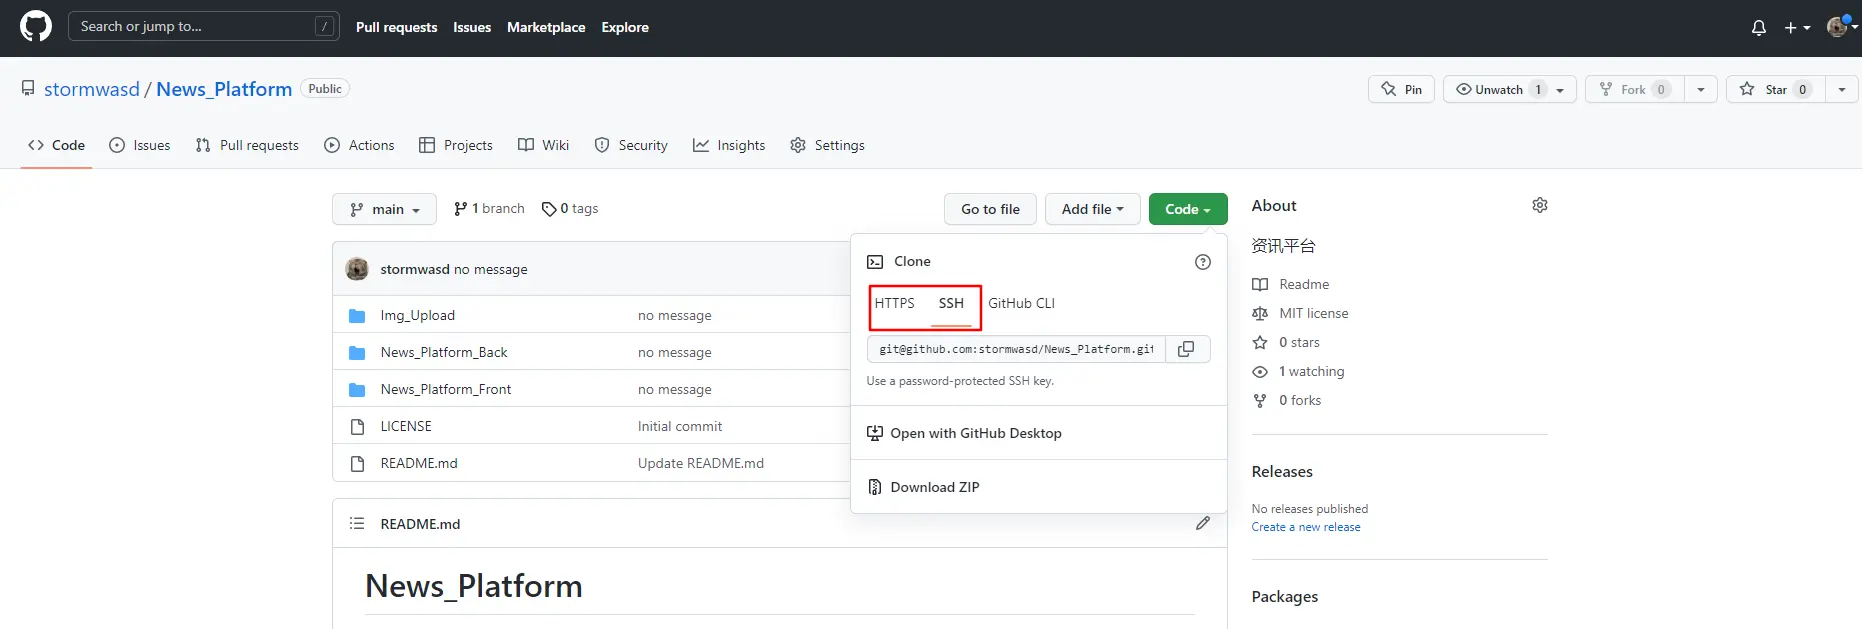 Search or jump to... /
Pull requests Issues Marketplace Explore
stormwasd / News_Platform Public
Pin Unwatch 1 Fork 0 Star 0
Code Issues Pull requests Actions Projects Wiki Security Insights Settings
main 1 branch 0 tags Go to file Add file Code
stormwasd no message
Img_Upload no message
News_Platform_Back no message
News_Platform_Front no message
LICENSE Initial commit
README.md Update README.md
Clone
HTTPS SSH GitHub CLI
git@github.com:stormwasd/News_Platform.git
Use a password-protected SSH key.
Open with GitHub Desktop
Download ZIP
README.md
News_Platform
About
资讯平台
Readme
MIT license
0 stars
1 watching
0 forks
Releases
No releases published
Create a new release
Packages